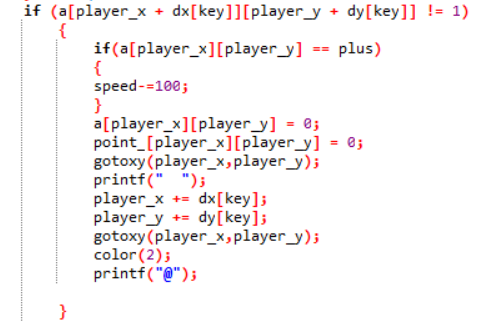 if (a[player_x + dx[key]][player_y + dy[key]] != 1)
{
if(a[player_x][player_y] == plus)
{
speed-=100;
}
a[player_x][player_y] = 0;
point_[player_x][player_y] = 0;
gotoxy(player_x,player_y);
printf("  ");
player_x += dx[key];
player_y += dy[key];
gotoxy(player_x,player_y);
color(2);
printf("@");
}